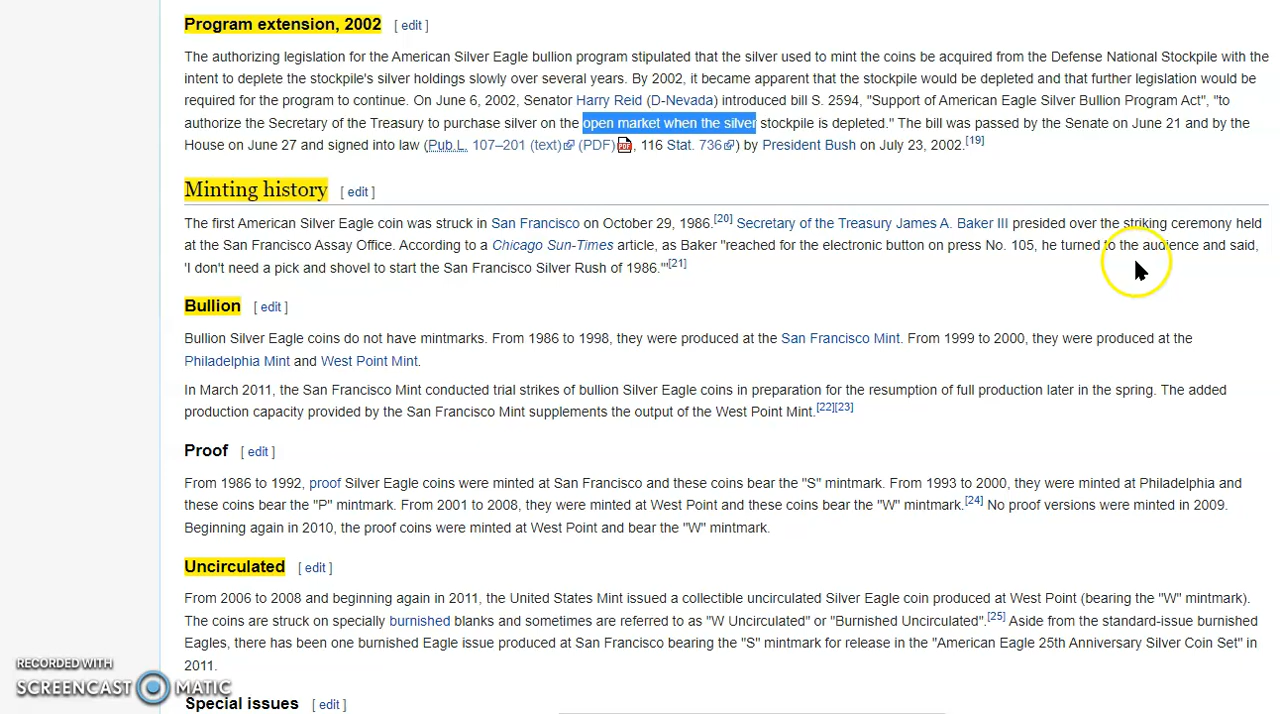 Program extension, 2002 [ edit ]
The authorizing legislation for the American Silver Eagle bullion program stipulated that the silver used to mint the coins be acquired from the Defense National Stockpile with the
intent to deplete the stockpile's silver holdings slowly over several years. By 2002, it became apparent that the stockpile would be depleted and that further legislation would be
required for the program to continue. On June 6, 2002, Senator Harry Reid (D-Nevada) introduced bill S. 2594, "Support of American Eagle Silver Bullion Program Act", "to
authorize the Secretary of the Treasury to purchase silver on the open market when the silver stockpile is depleted." The bill was passed by the Senate on June 21 and by the
House on June 27 and signed into law (Pub.L. 107–201 (text) (PDF), 116 Stat. 736) by President Bush on July 23, 2002.[19]
Minting history [ edit ]
The first American Silver Eagle coin was struck in San Francisco on October 29, 1986.[20] Secretary of the Treasury James A. Baker III presided over the striking ceremony held
at the San Francisco Assay Office. According to a Chicago Sun-Times article, as Baker "reached for the electronic button on press No. 105, he turned to the audience and said,
'I don't need a pick and shovel to start the San Francisco Silver Rush of 1986.'"[21]
Bullion [ edit ]
Bullion Silver Eagle coins do not have mintmarks. From 1986 to 1998, they were produced at the San Francisco Mint. From 1999 to 2000, they were produced at the
Philadelphia Mint and West Point Mint.
In March 2011, the San Francisco Mint conducted trial strikes of bullion Silver Eagle coins in preparation for the resumption of full production later in the spring. The added
production capacity provided by the San Francisco Mint supplements the output of the West Point Mint.[22][23]
Proof [ edit ]
From 1986 to 1992, proof Silver Eagle coins were minted at San Francisco and these coins bear the "S" mintmark. From 1993 to 2000, they were minted at Philadelphia and
these coins bear the "P" mintmark. From 2001 to 2008, they were minted at West Point and these coins bear the "W" mintmark.[24] No proof versions were minted in 2009.
Beginning again in 2010, the proof coins were minted at West Point and bear the "W" mintmark.
Uncirculated [ edit ]
From 2006 to 2008 and beginning again in 2011, the United States Mint issued a collectible uncirculated Silver Eagle coin produced at West Point (bearing the "W" mintmark).
The coins are struck on specially burnished blanks and sometimes are referred to as "W Uncirculated" or "Burnished Uncirculated".[25] Aside from the standard-issue burnished
Eagles, there has been one burnished Eagle issue produced at San Francisco bearing the "S" mintmark for release in the "American Eagle 25th Anniversary Silver Coin Set" in
2011.
RECORDED WITH
SCREENCAST MATIC
Special issues [ edit ]